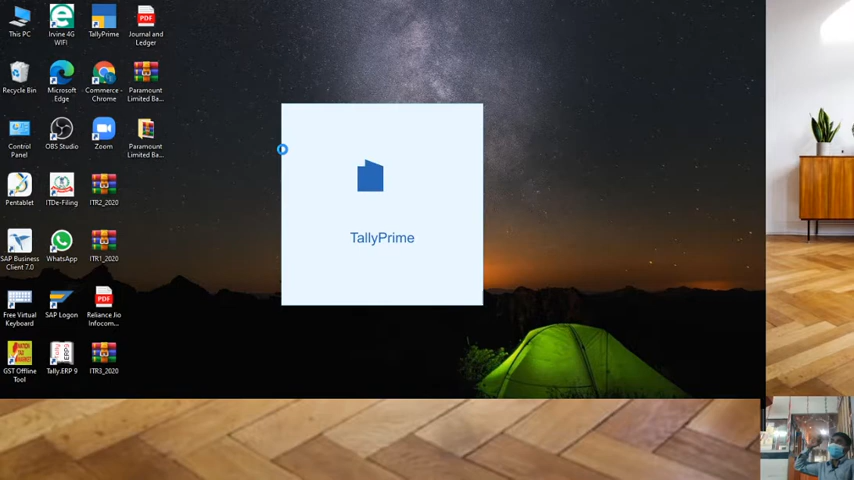 This PC
Irvine 4G
WIFI
TallyPrime
Journal and
Ledger
Recycle Bin
Microsoft
Edge
Commerce -
Chrome
Paramount
Limited Ba...
Control
Panel
OBS Studio
Zoom
Paramount
Limited Ba...
Pentablet
ITDe-Filing
ITR2_2020
SAP Business
Client 7.0
WhatsApp
ITR1_2020
Free Virtual
Keyboard
SAP Logon
Reliance Jio
Infocom...
GST Offline
Tool
Tally.ERP 9
ITR3_2020
TallyPrime